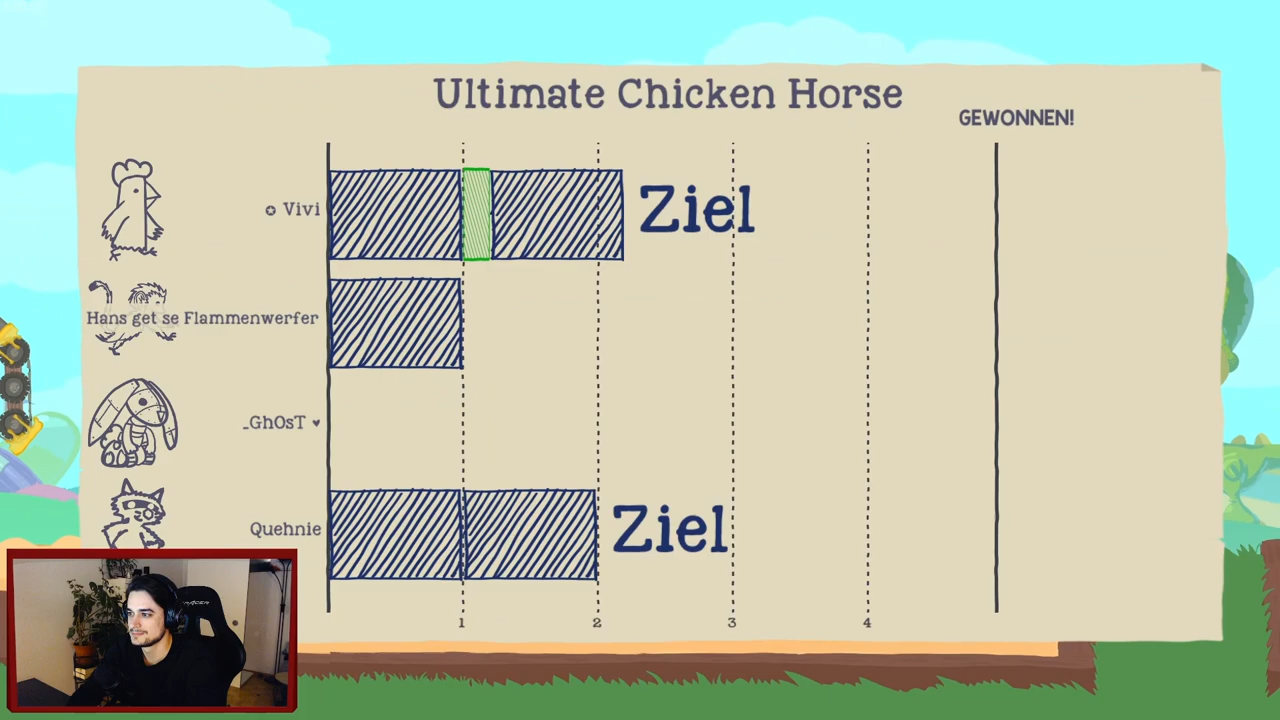 Ultimate Chicken Horse
GEWONNEN!
✪ Vivi
Ziel
Hans get se Flammenwerfer
_GhOsT ♥
Quehnie
Ziel
1 2 3 4